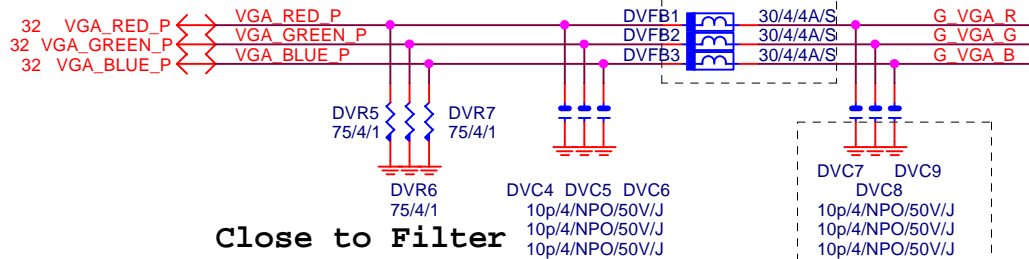 32 VGA_RED_P VGA_RED_P DVFB1 30/4/4A/S G_VGA_R
32 VGA_GREEN_P VGA_GREEN_P DVFB2 30/4/4A/S G_VGA_G
32 VGA_BLUE_P VGA_BLUE_P DVFB3 30/4/4A/S G_VGA_B
DVR5 DVR7
75/4/1 75/4/1
DVC7 DVC9
DVR6 DVC4 DVC5 DVC6 DVC8
75/4/1 10p/4/NPO/50V/J 10p/4/NPO/50V/J
Close to Filter 10p/4/NPO/50V/J 10p/4/NPO/50V/J
10p/4/NPO/50V/J 10p/4/NPO/50V/J